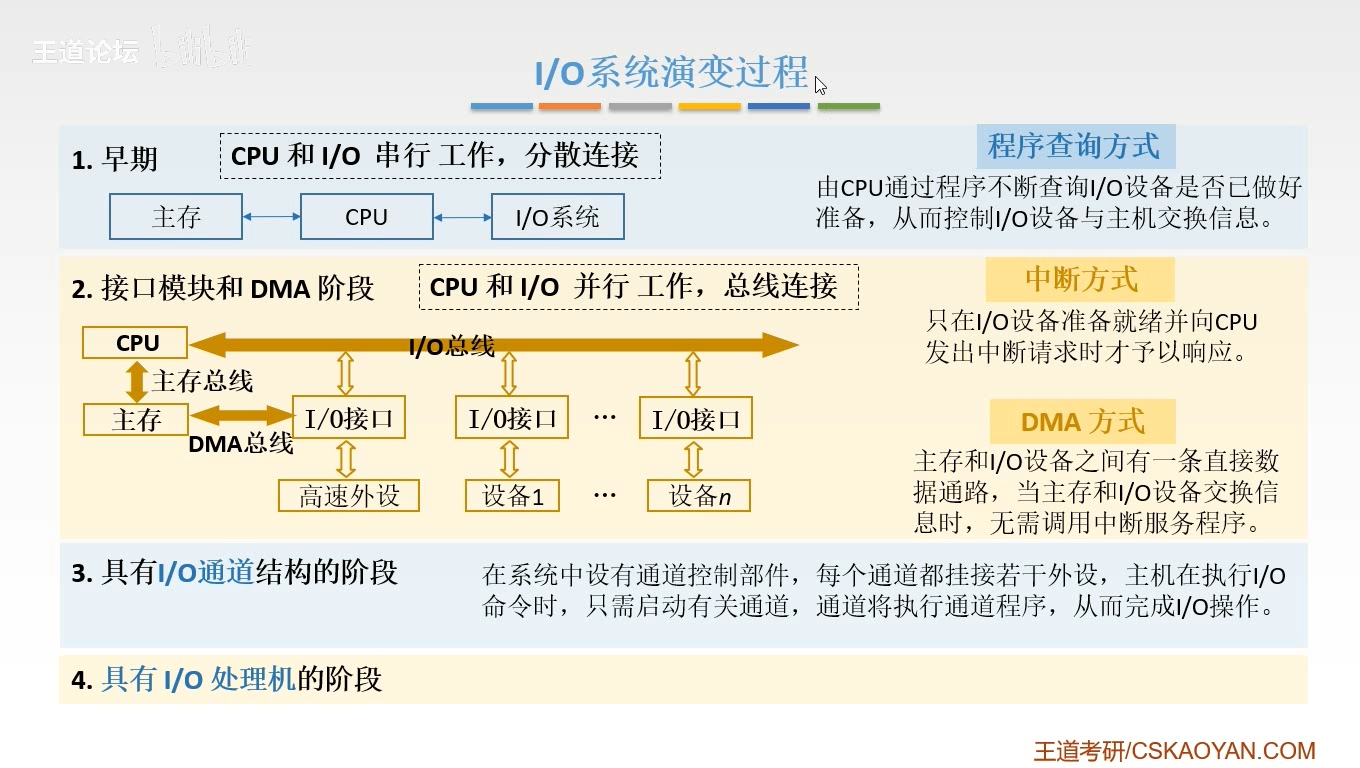 王道论坛 bilibili
I/O系统演变过程
1. 早期
CPU 和 I/O 串行 工作，分散连接
程序查询方式
主存
CPU
I/O系统
由CPU通过程序不断查询I/O设备是否已做好
准备，从而控制I/O设备与主机交换信息。
2. 接口模块和 DMA 阶段
CPU 和 I/O 并行 工作，总线连接
中断方式
只在I/O设备准备就绪并向CPU
发出中断请求时才予以响应。
CPU
I/O总线
主存总线
主存
DMA总线
I/O接口
I/O接口
…
I/O接口
高速外设
设备1
…
设备n
DMA 方式
主存和I/O设备之间有一条直接数
据通路，当主存和I/O设备交换信
息时，无需调用中断服务程序。
3. 具有I/O通道结构的阶段
在系统中设有通道控制部件，每个通道都挂接若干外设，主机在执行I/O
命令时，只需启动有关通道，通道将执行通道程序，从而完成I/O操作。
4. 具有 I/O 处理机的阶段
王道考研/CSKAOYAN.COM